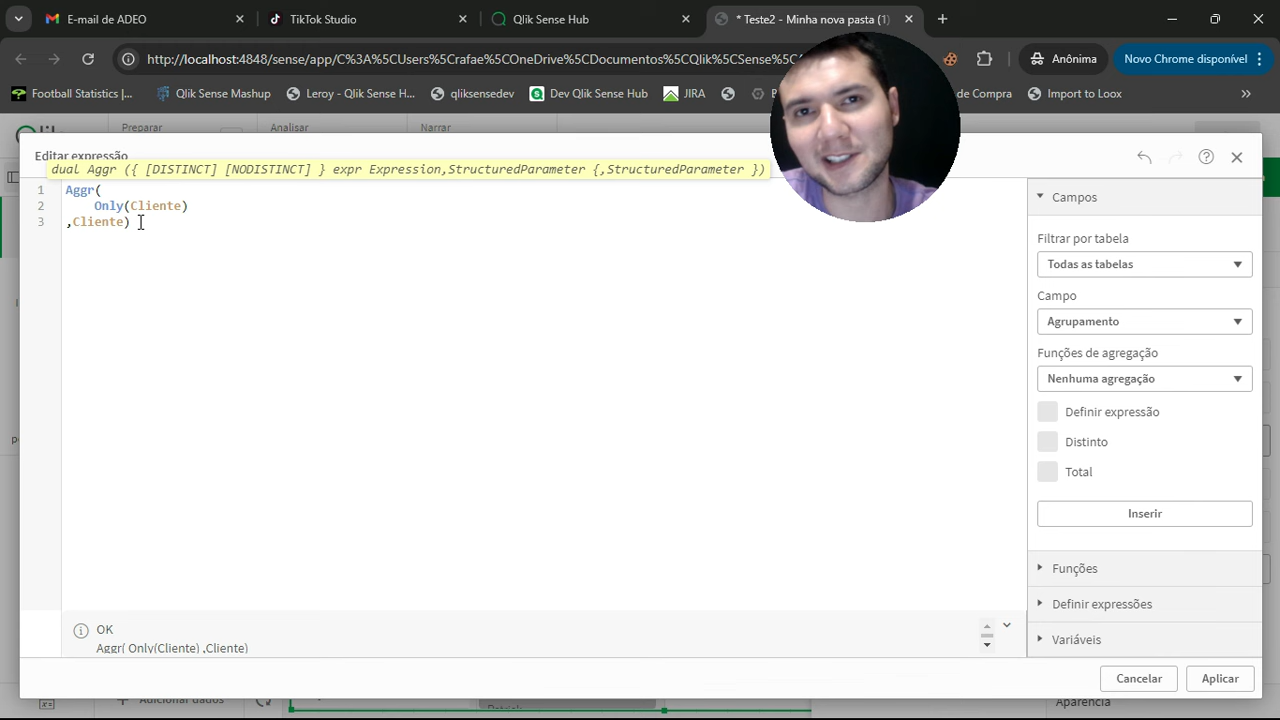 E-mail de ADEO
TikTok Studio
Qlik Sense Hub
* Teste2 - Minha nova pasta (1)
http://localhost:4848/sense/app/C%3A%5CUsers%5Crafae%5COneDrive%5CDocumentos%5CQlik%5CSense%5C
Anônima
Novo Chrome disponível
Football Statistics |...
Qlik Sense Mashup
Leroy - Qlik Sense H...
qliksensedev
Dev Qlik Sense Hub
JIRA
de Compra
Import to Loox
Preparar
Analisar
Narrar
Editar expressão
dual Aggr ({ [DISTINCT] [NODISTINCT] } expr Expression,StructuredParameter {,StructuredParameter })
1 Aggr(
2 Only(Cliente)
3 ,Cliente)
Campos
Filtrar por tabela
Todas as tabelas
Campo
Agrupamento
Funções de agregação
Nenhuma agregação
Definir expressão
Distinto
Total
Inserir
Funções
Definir expressões
Variáveis
OK
Aggr( Only(Cliente) ,Cliente)
Cancelar
Aplicar
Adicionar dados
Patrick
Aparência